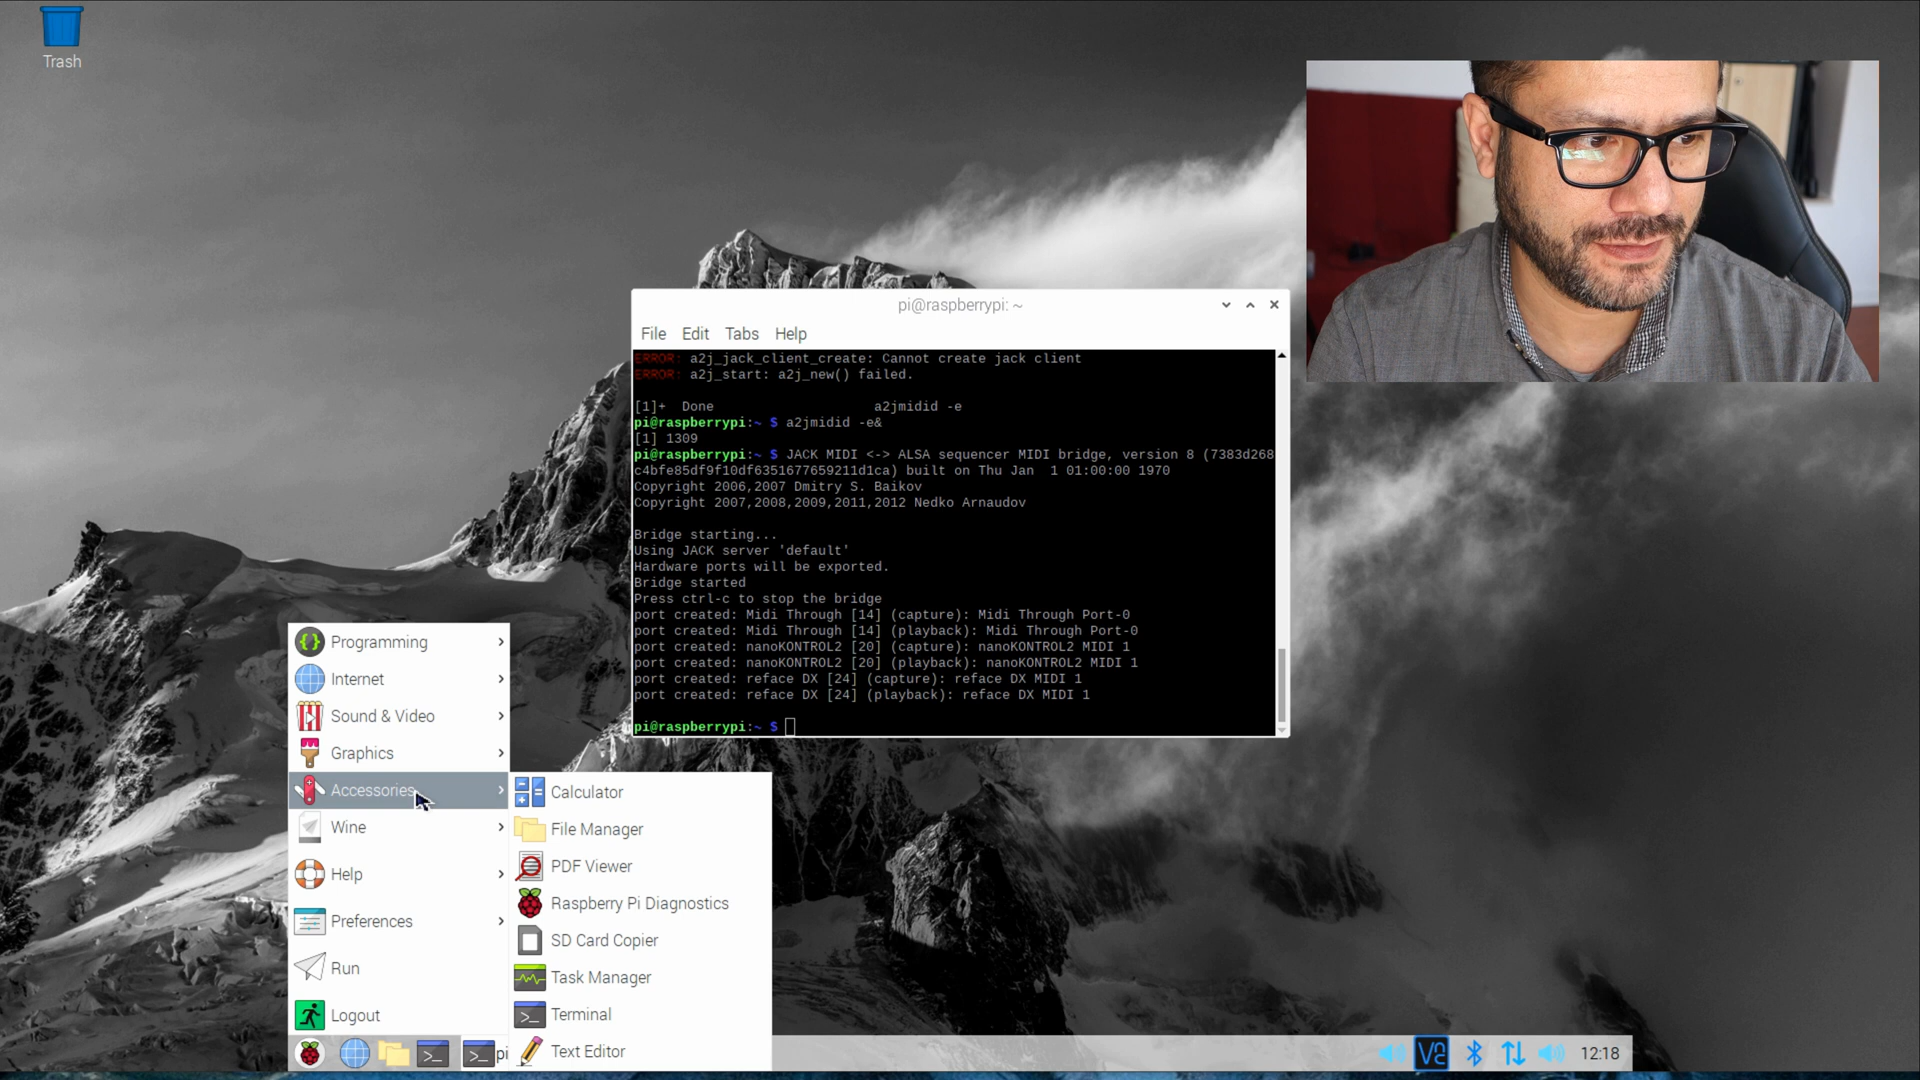 Trash
pi@raspberrypi: ~
File Edit Tabs Help
ERROR: a2j_jack_client_create: Cannot create jack client
ERROR: a2j_start: a2j_new() failed.
[1]+  Done                    a2jmidid -e
pi@raspberrypi:~ $ a2jmidid -e&
[1] 1309
pi@raspberrypi:~ $ JACK MIDI <-> ALSA sequencer MIDI bridge, version 8 (7383d268
c4bfe85df9f10df6351677659211d1ca) built on Thu Jan  1 01:00:00 1970
Copyright 2006,2007 Dmitry S. Baikov
Copyright 2007,2008,2009,2011,2012 Nedko Arnaudov
Bridge starting...
Using JACK server 'default'
Hardware ports will be exported.
Bridge started
Press ctrl-c to stop the bridge
port created: Midi Through [14] (capture): Midi Through Port-0
port created: Midi Through [14] (playback): Midi Through Port-0
port created: nanoKONTROL2 [20] (capture): nanoKONTROL2 MIDI 1
port created: nanoKONTROL2 [20] (playback): nanoKONTROL2 MIDI 1
port created: reface DX [24] (capture): reface DX MIDI 1
port created: reface DX [24] (playback): reface DX MIDI 1
pi@raspberrypi:~ $
Programming
Internet
Sound & Video
Graphics
Accessories
Wine
Help
Preferences
Run
Logout
Calculator
File Manager
PDF Viewer
Raspberry Pi Diagnostics
SD Card Copier
Task Manager
Terminal
Text Editor
pi
V2
12:18